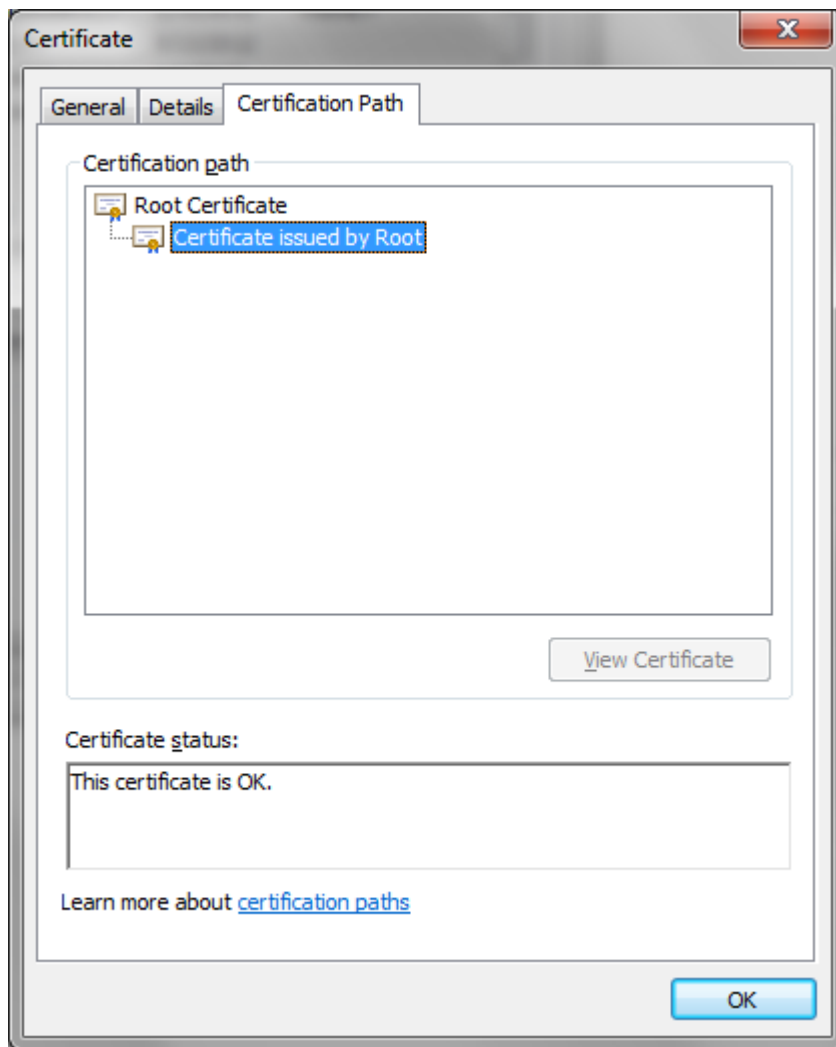 Certificate
General Details Certification Path
Certification path
Root Certificate
Certificate issued by Root
View Certificate
Certificate status:
This certificate is OK.
Learn more about certification paths
OK